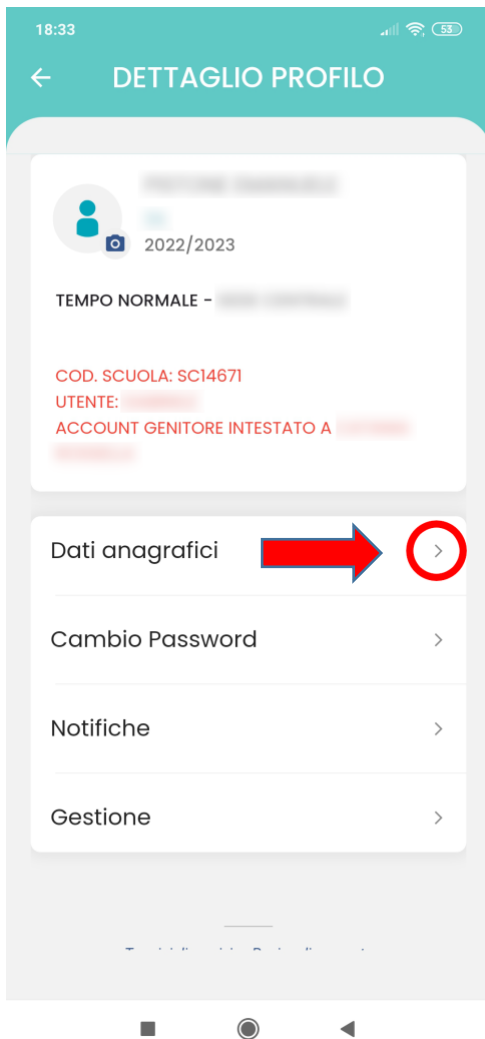 18:33
53
DETTAGLIO PROFILO
2022/2023
TEMPO NORMALE -
COD. SCUOLA: SC14671
UTENTE:
ACCOUNT GENITORE INTESTATO A
Dati anagrafici
Cambio Password
Notifiche
Gestione